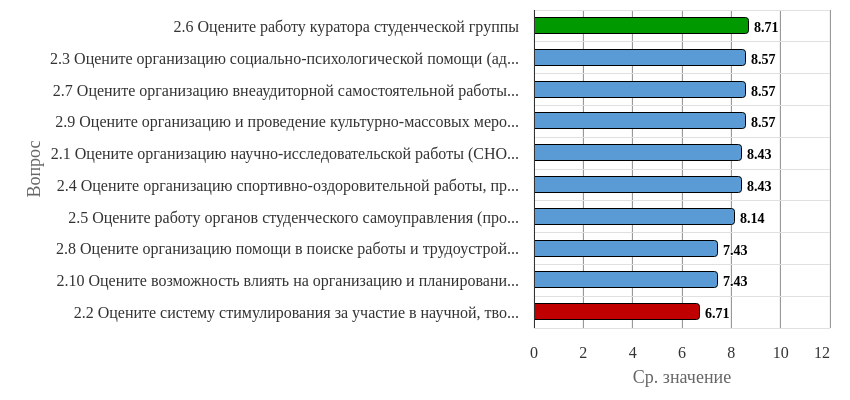 2.6 Оцените работу куратора студенческой группы 8.71
2.3 Оцените организацию социально-психологической помощи (ад... 8.57
2.7 Оцените организацию внеаудиторной самостоятельной работы... 8.57
2.9 Оцените организацию и проведение культурно-массовых меро... 8.57
2.1 Оцените организацию научно-исследовательской работы (СНО... 8.43
2.4 Оцените организацию спортивно-оздоровительной работы, пр... 8.43
2.5 Оцените работу органов студенческого самоуправления (про... 8.14
2.8 Оцените организацию помощи в поиске работы и трудоустрой... 7.43
2.10 Оцените возможность влиять на организацию и планировани... 7.43
2.2 Оцените систему стимулирования за участие в научной, тво... 6.71
Вопрос
0 2 4 6 8 10 12
Ср. значение